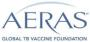 AERAS
GLOBAL TB VACCINE FOUNDATION